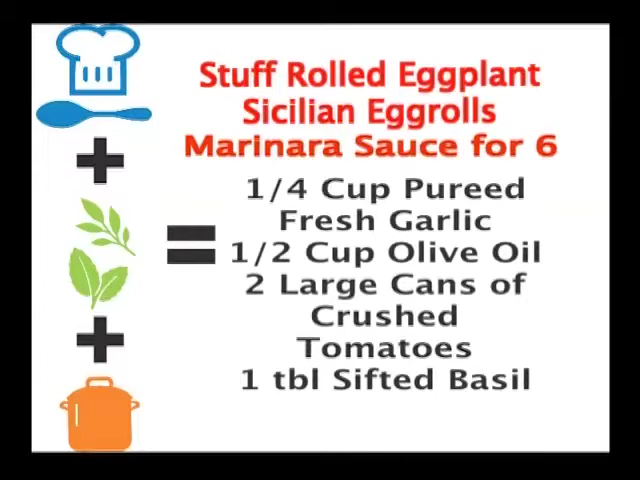 Stuff Rolled Eggplant
Sicilian Eggrolls
Marinara Sauce for 6
1/4 Cup Pureed
Fresh Garlic
1/2 Cup Olive Oil
2 Large Cans of
Crushed
Tomatoes
1 tbl Sifted Basil